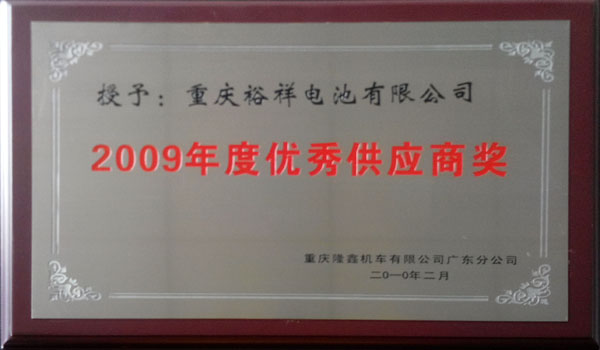 授予：重庆裕祥电池有限公司
2009年度优秀供应商奖
重庆隆鑫机车有限公司广东分公司
二0一0年二月